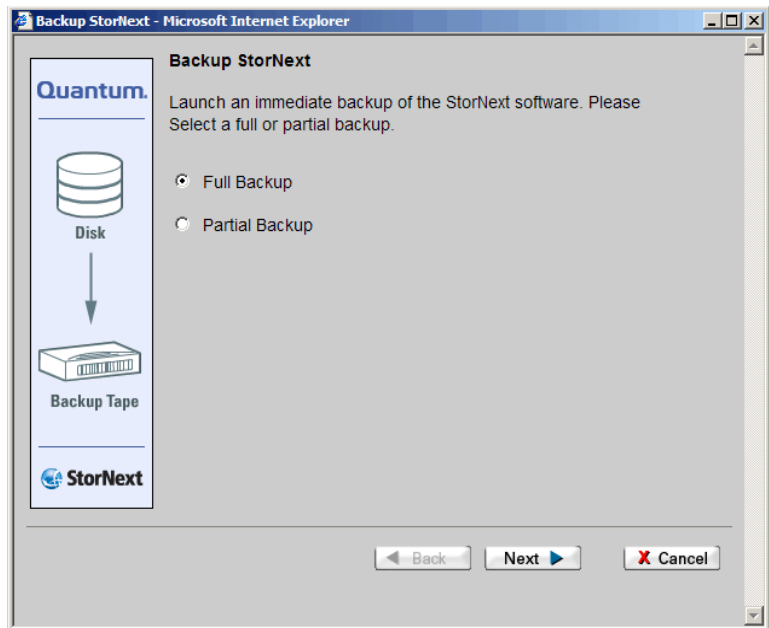 Backup StorNext - Microsoft Internet Explorer
Quantum.
Disk
Backup Tape
StorNext
Backup StorNext
Launch an immediate backup of the StorNext software. Please
Select a full or partial backup.
Full Backup
Partial Backup
Back
Next
Cancel